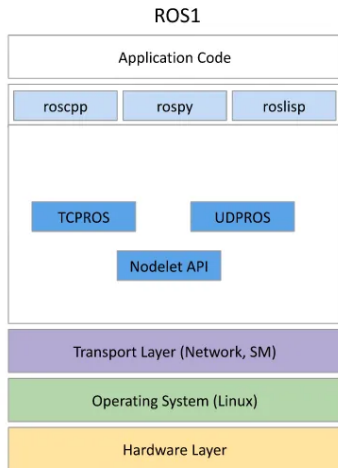 ROS1
Application Code
roscpp rospy roslisp
TCPROS UDPROS
Nodelet API
Transport Layer (Network, SM)
Operating System (Linux)
Hardware Layer